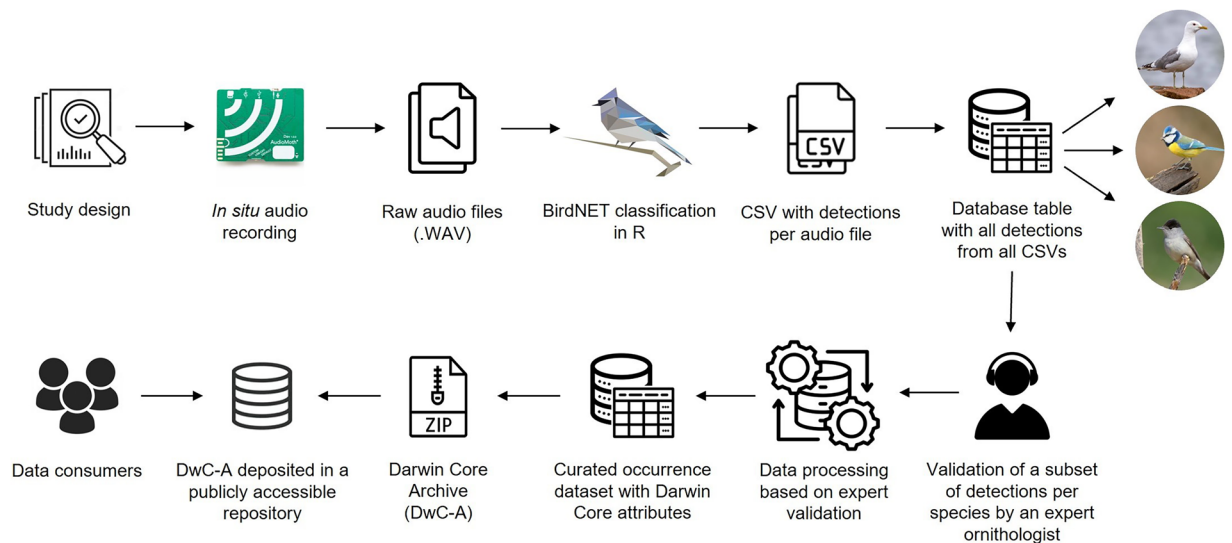 AudioMoth
CSV
CSV
Study design
In situ audio
recording
Raw audio files
(.WAV)
BirdNET classification
in R
CSV with detections
per audio file
Database table
with all detections
from all CSVs
ZIP
Data consumers
DwC-A deposited in a
publicly accessible
repository
Darwin Core
Archive
(DwC-A)
Curated occurrence
dataset with Darwin
Core attributes
Data processing
based on expert
validation
Validation of a subset
of detections per
species by an expert
ornithologist